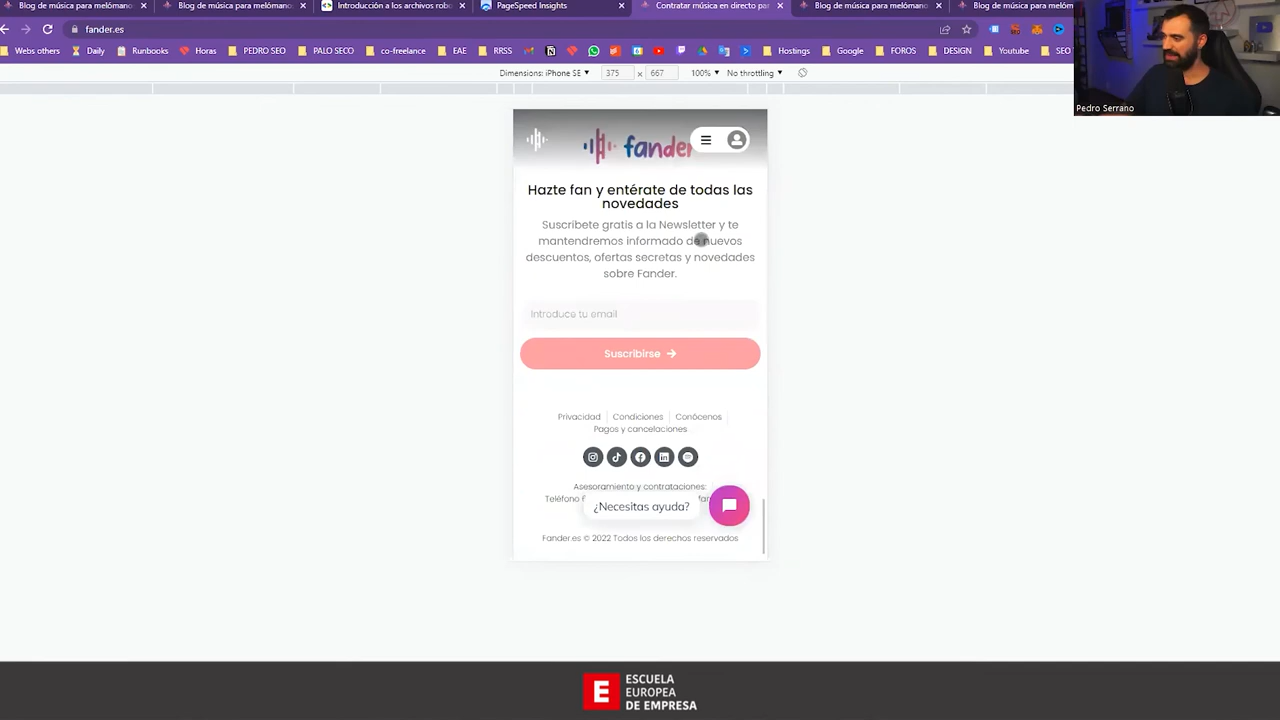 Blog de música para melómano
Blog de música para melómano
Introducción a los archivos robo
PageSpeed Insights
Contratar música en directo par
Blog de música para melómano
Blog de música para melóm
fander.es
Webs others
Daily
Runbooks
Horas
PEDRO SEO
PALO SECO
co-freelance
EAE
RRSS
Hostings
Google
FOROS
DESIGN
Youtube
SEO
Dimensions: iPhone SE
375
x
667
100%
No throttling
Pedro Serrano
fander
Hazte fan y entérate de todas las
novedades
Suscríbete gratis a la Newsletter y te
mantendremos informado de nuevos
descuentos, ofertas secretas y novedades
sobre Fander.
Introduce tu email
Suscribirse
Privacidad
Condiciones
Conócenos
Pagos y cancelaciones
Asesoramiento y contrataciones:
Teléfono
¿Necesitas ayuda?
Fander.es © 2022 Todos los derechos reservados
E
ESCUELA
EUROPEA
DE EMPRESA